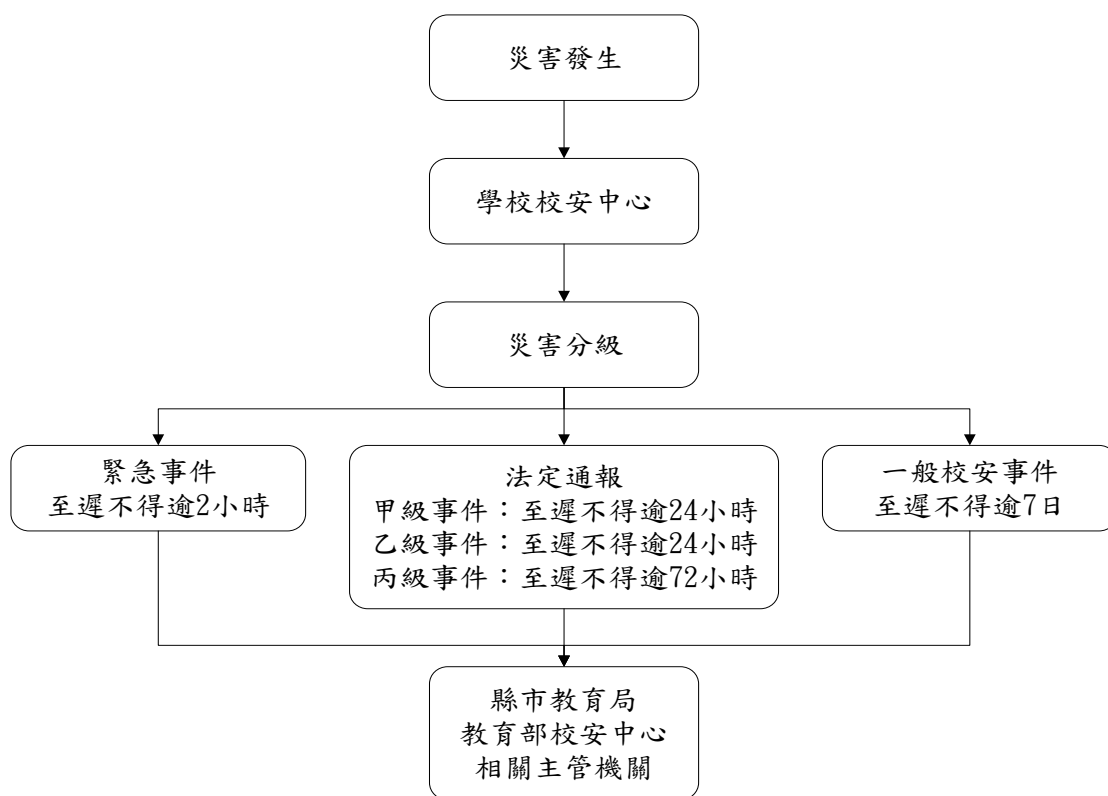 災害發生
學校校安中心
災害分級
緊急事件
至遲不得逾2小時
法定通報
甲級事件：至遲不得逾24小時
乙級事件：至遲不得逾24小時
丙級事件：至遲不得逾72小時
一般校安事件
至遲不得逾7日
縣市教育局
教育部校安中心
相關主管機關